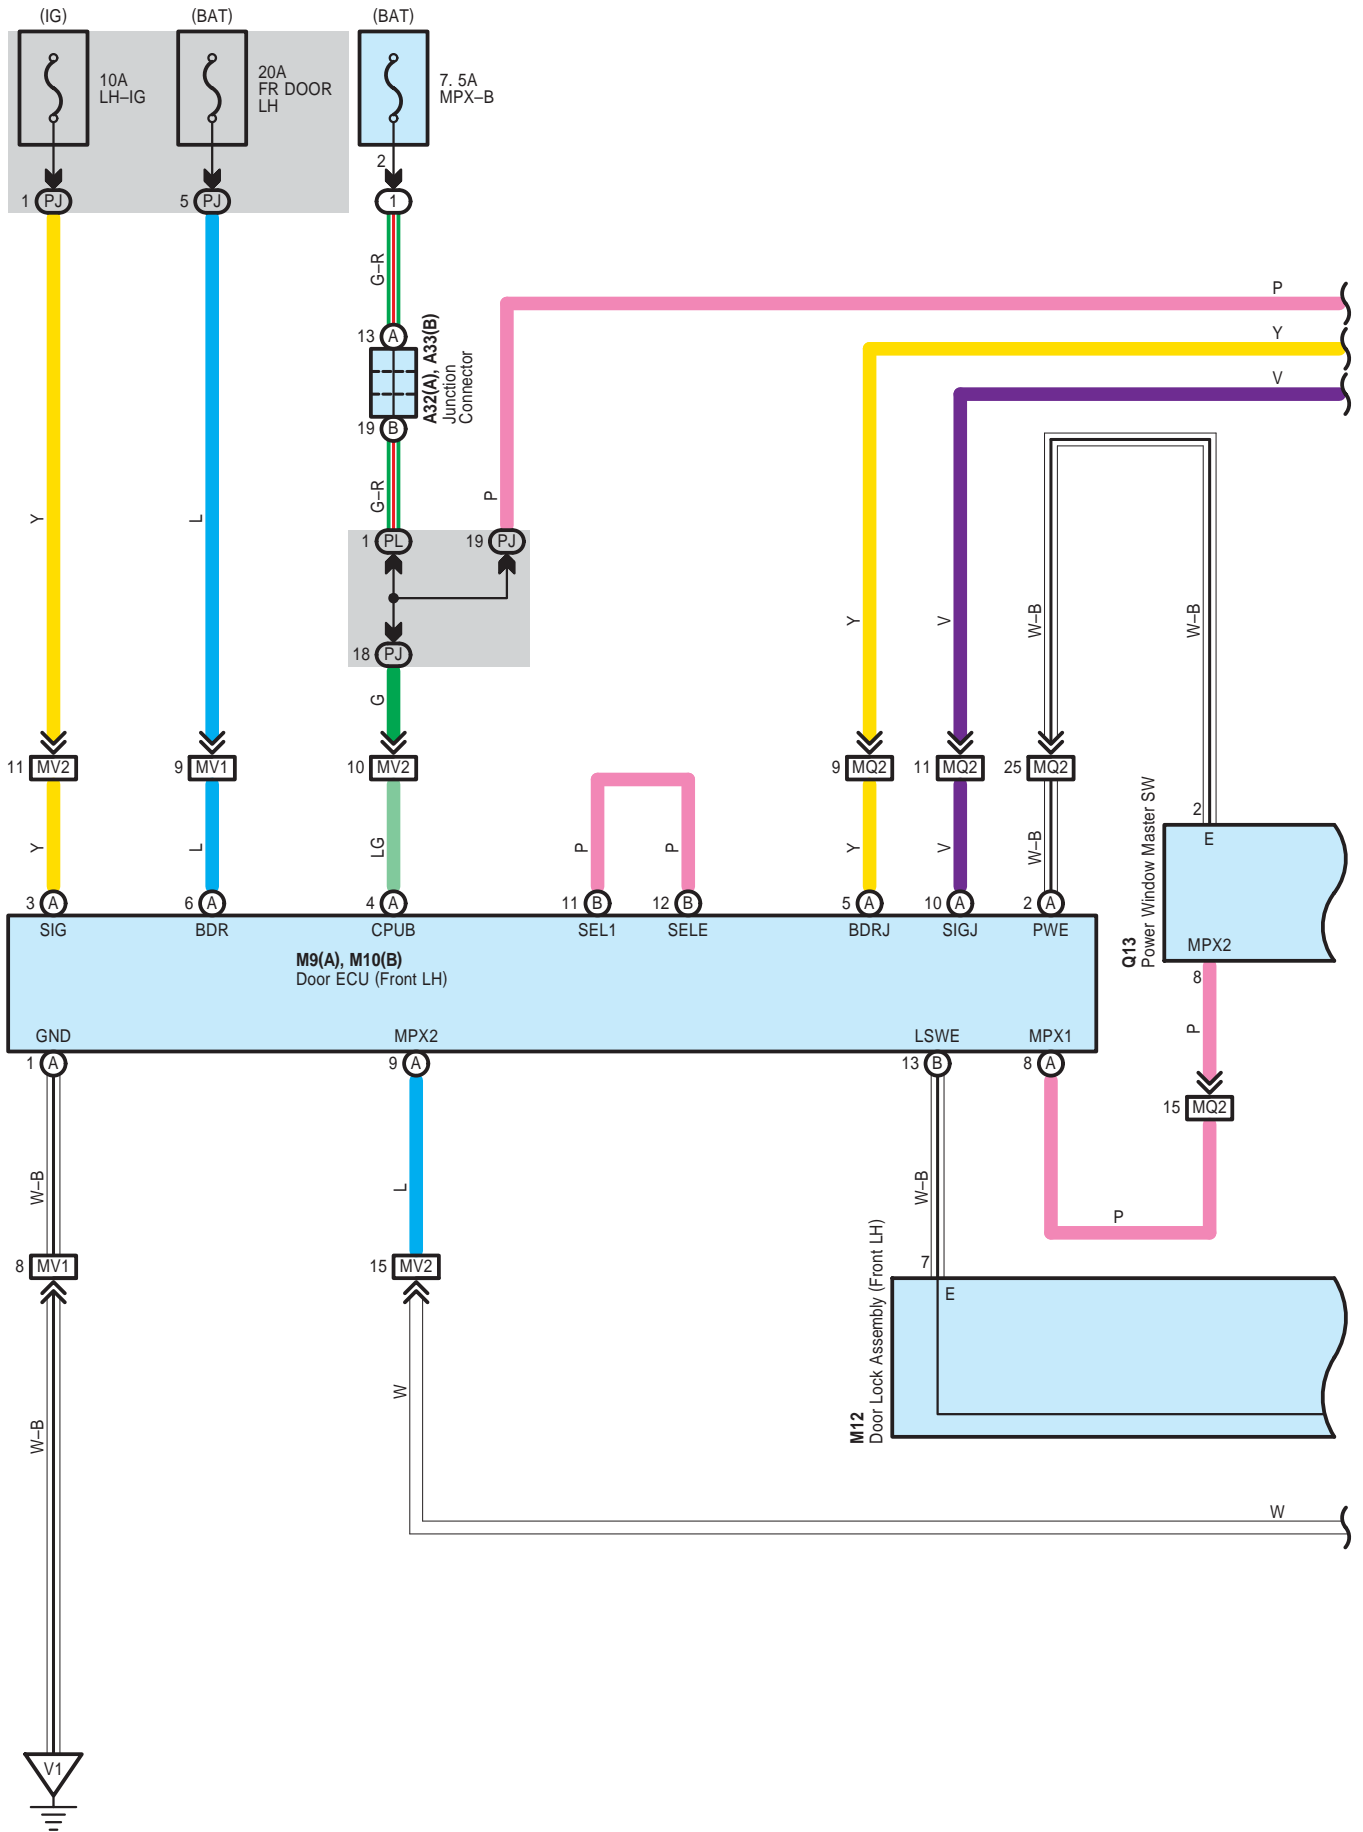 (IG)
(BAT)
(BAT)
10A
LH–IG
20A
FR DOOR
LH
7. 5A
MPX–B
2
1 PJ
5 PJ
1
G–R
P
Y
V
13 A
A32(A), A33(B)
Junction
Connector
19 B
G–R
P
Y
L
1 PL
19 PJ
18 PJ
Y
V
W–B
W–B
G
11 MV2
9 MV1
10 MV2
9 MQ2
11 MQ2
25 MQ2
Q13
Power Window Master SW
2
E
Y
L
LG
P
P
Y
V
W–B
3 A
6 A
4 A
11 B
12 B
5 A
10 A
2 A
SIG
BDR
CPUB
SEL1
SELE
BDRJ
SIGJ
PWE
M9(A), M10(B)
Door ECU (Front LH)
MPX2
8
GND
MPX2
LSWE
MPX1
1 A
9 A
13 B
8 A
P
15 MQ2
W–B
L
W–B
P
8 MV1
15 MV2
7
E
M12
Door Lock Assembly (Front LH)
W–B
W
W
V1